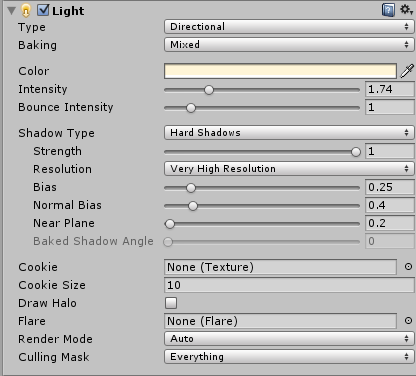 Light
Type Directional
Baking Mixed
Color
Intensity 1.74
Bounce Intensity 1
Shadow Type Hard Shadows
Strength 1
Resolution Very High Resolution
Bias 0.25
Normal Bias 0.4
Near Plane 0.2
Baked Shadow Angle 0
Cookie None (Texture)
Cookie Size 10
Draw Halo
Flare None (Flare)
Render Mode Auto
Culling Mask Everything